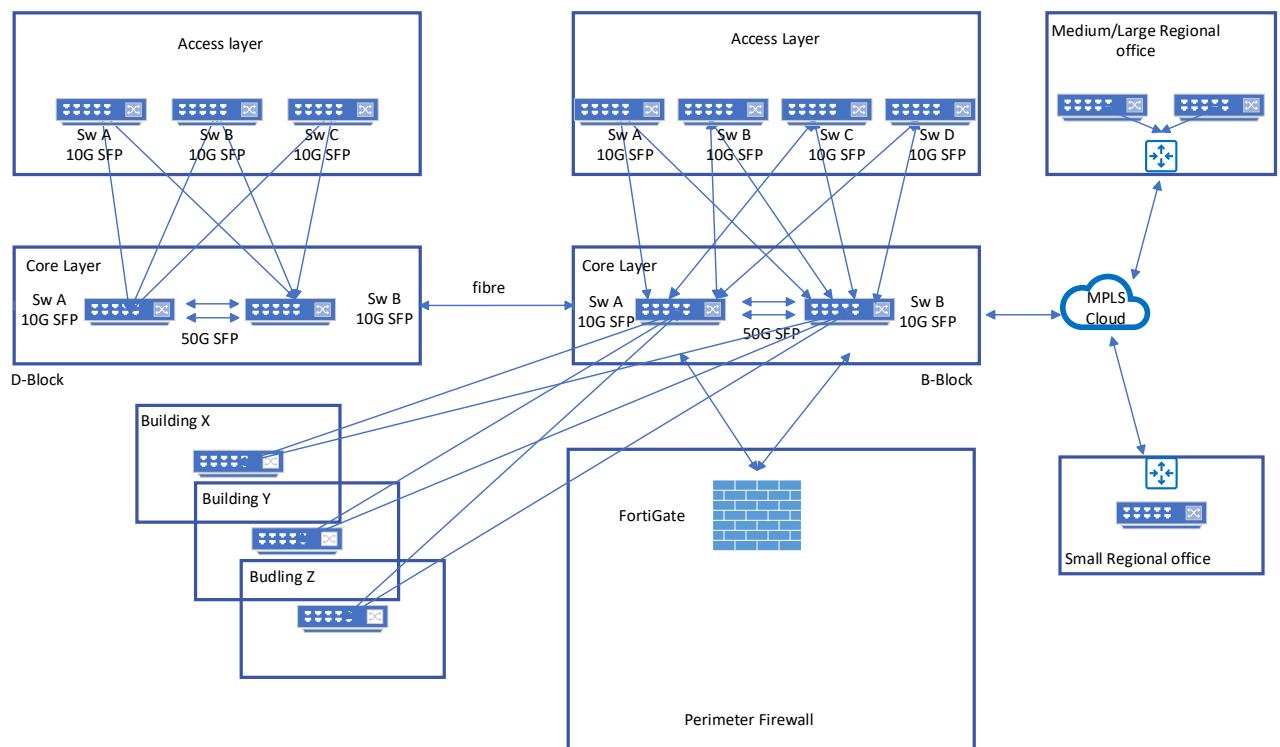 Access layer
Sw A
10G SFP
Sw B
10G SFP
Sw C
10G SFP
Access Layer
Sw A
10G SFP
Sw B
10G SFP
Sw C
10G SFP
Sw D
10G SFP
Medium/Large Regional
office
Core Layer
Sw A
10G SFP
50G SFP
Sw B
10G SFP
D-Block
fibre
Core Layer
Sw A
10G SFP
50G SFP
Sw B
10G SFP
B-Block
MPLS
Cloud
Building X
Building Y
Budling Z
FortiGate
Perimeter Firewall
Small Regional office